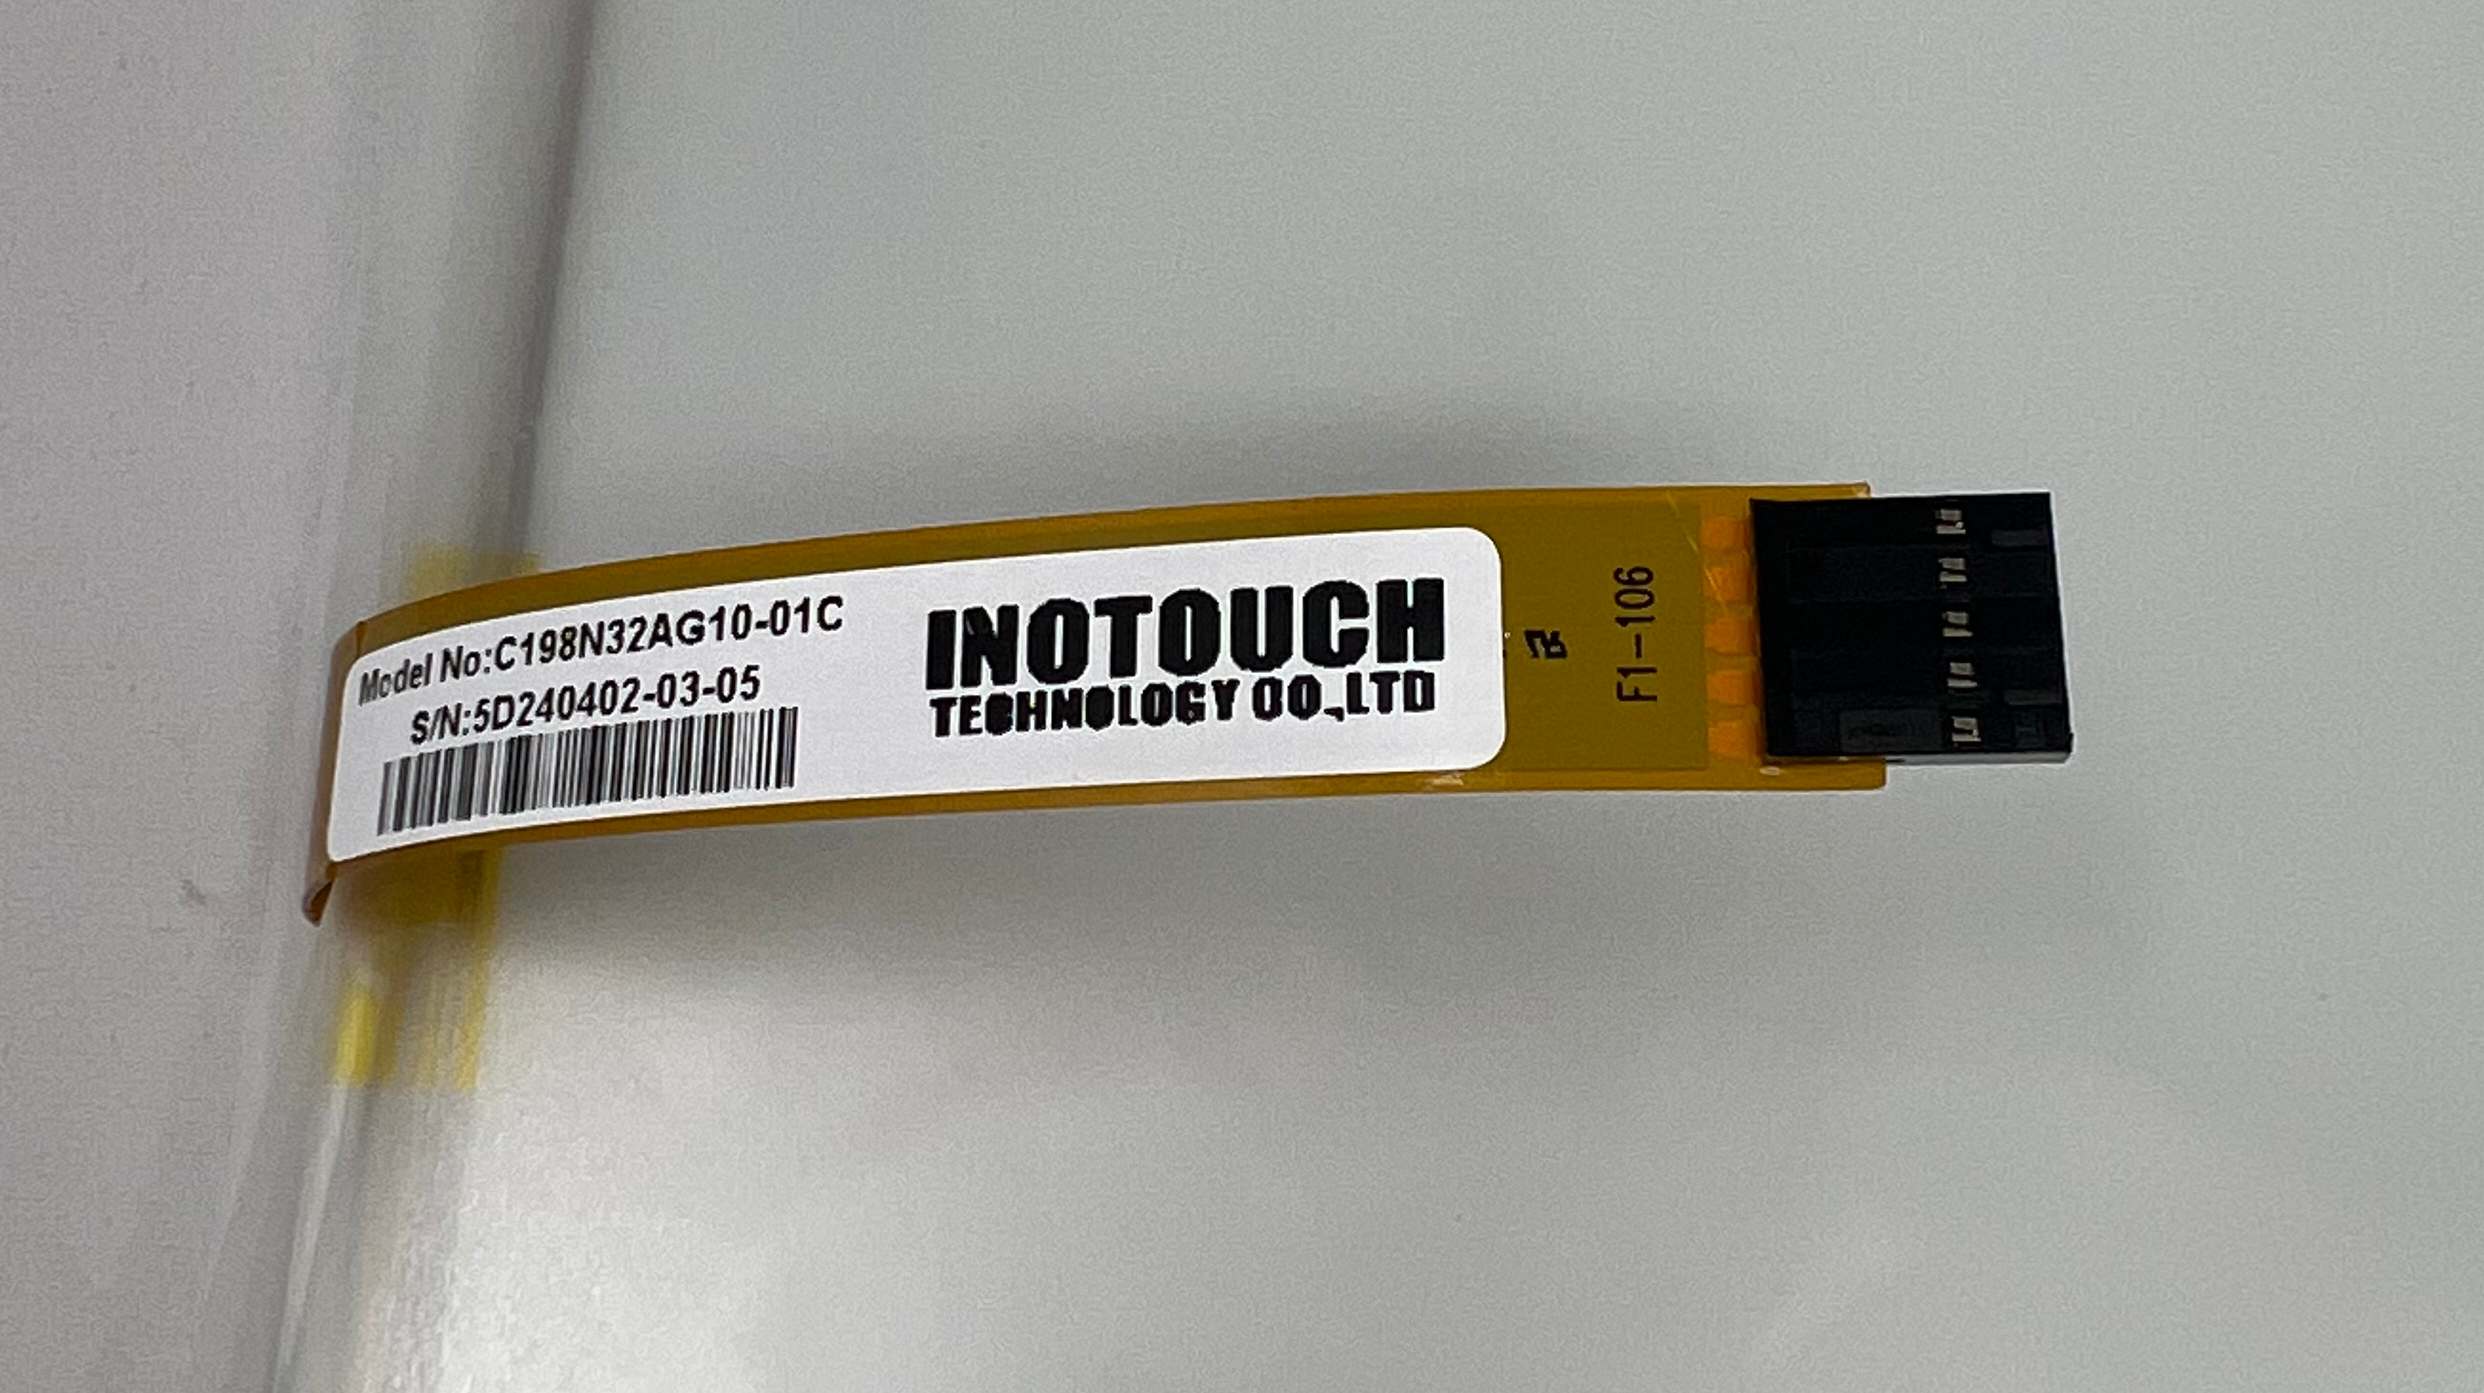 Model No:C198N32AG10-01C
S/N:5D240402-03-05
INOTOUCH
TECHNOLOGY CO.,LTD
F1-106